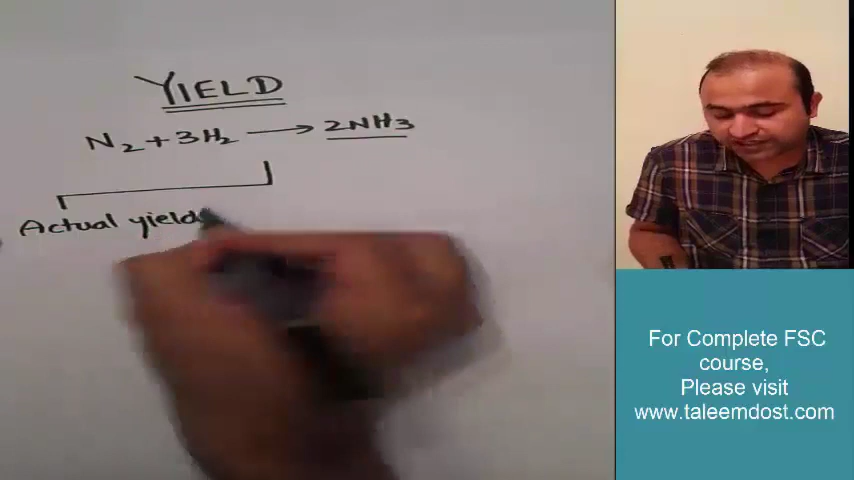 YIELD
N2 + 3H2 → 2NH3
Actual yield
For Complete FSC
course,
Please visit
www.taleemdost.com